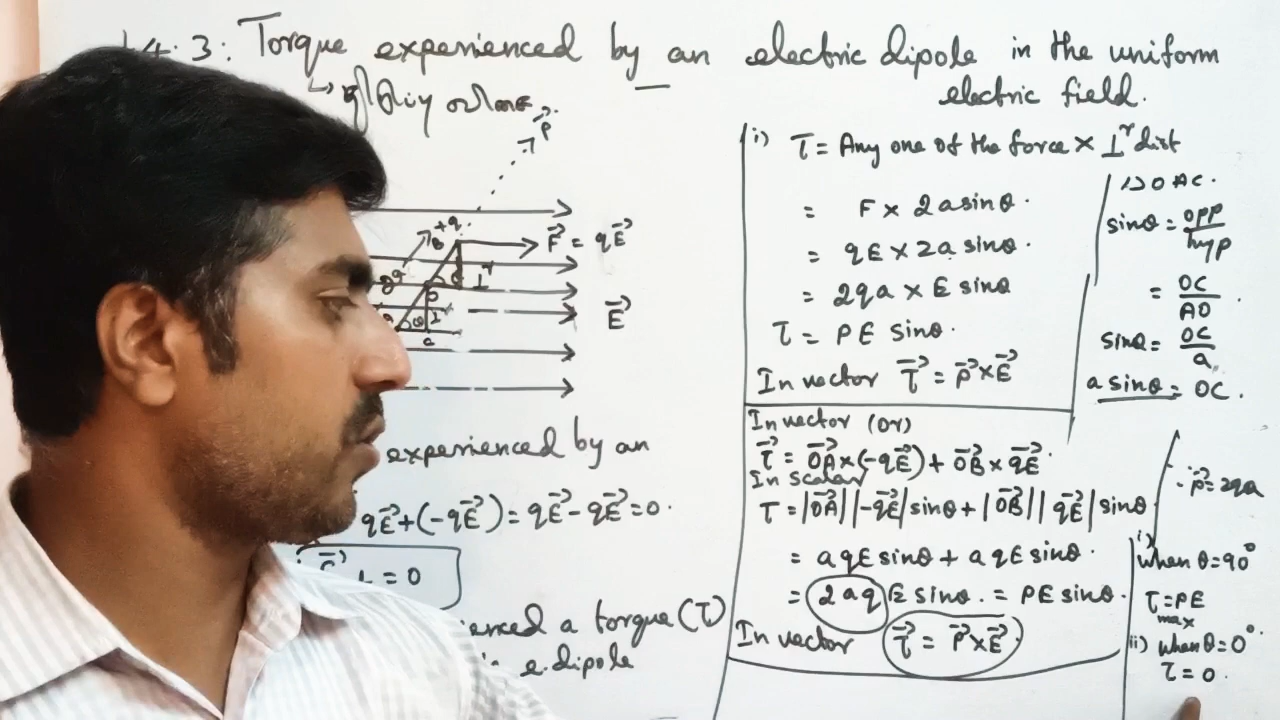 1.4.3: Torque experienced by an electric dipole in the uniform
electric field.
P⃗
+q
B
F⃗ = qE⃗
E⃗
experienced by an
qE⃗+(-qE⃗)=qE⃗-qE⃗=0.
= 0
a torque (τ)
e.dipole
i) τ = Any one of the force × ⊥ʳ dist
= F × 2a sinθ.
= qE × 2a sinθ.
= 2qa × E sinθ
τ = PE sinθ.
In vector τ⃗ = P⃗×E⃗
In vector (or)
τ⃗ = OA⃗×(-qE⃗)+OB⃗×qE⃗.
In scalar
τ = |OA⃗||-qE⃗|sinθ+|OB⃗||qE⃗|sinθ
= aqE sinθ + aqE sinθ.
= 2aq E sinθ. = PE sinθ.
In vector τ⃗ = P⃗×E⃗.
OAC.
sinθ = opp/hyp
= OC/AO.
sinθ = OC/a
a sinθ = OC.
P⃗=2qa
i) when θ=90°
τmax=PE
ii) when θ=0°.
τ=0.